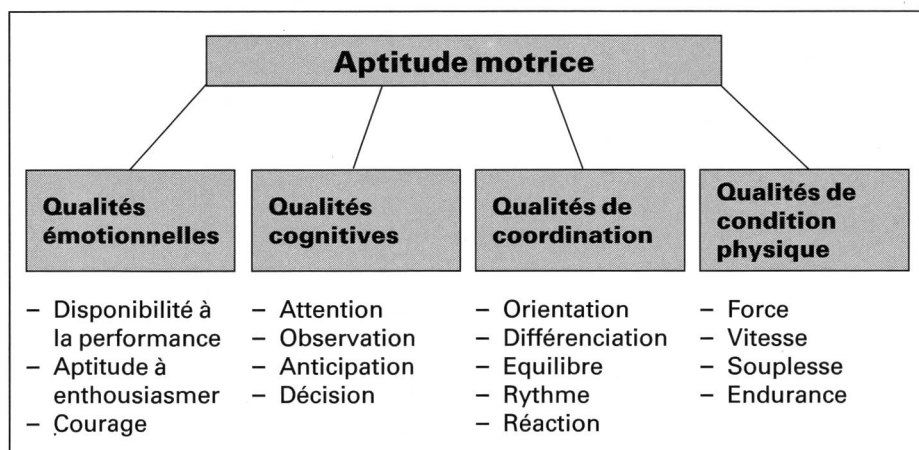 Aptitude motrice
Qualités
émotionnelles
– Disponibilité à
la performance
– Aptitude à
enthousiasmer
– Courage
Qualités
cognitives
– Attention
– Observation
– Anticipation
– Décision
Qualités de
coordination
– Orientation
– Différenciation
– Equilibre
– Rythme
– Réaction
Qualités de
condition
physique
– Force
– Vitesse
– Souplesse
– Endurance